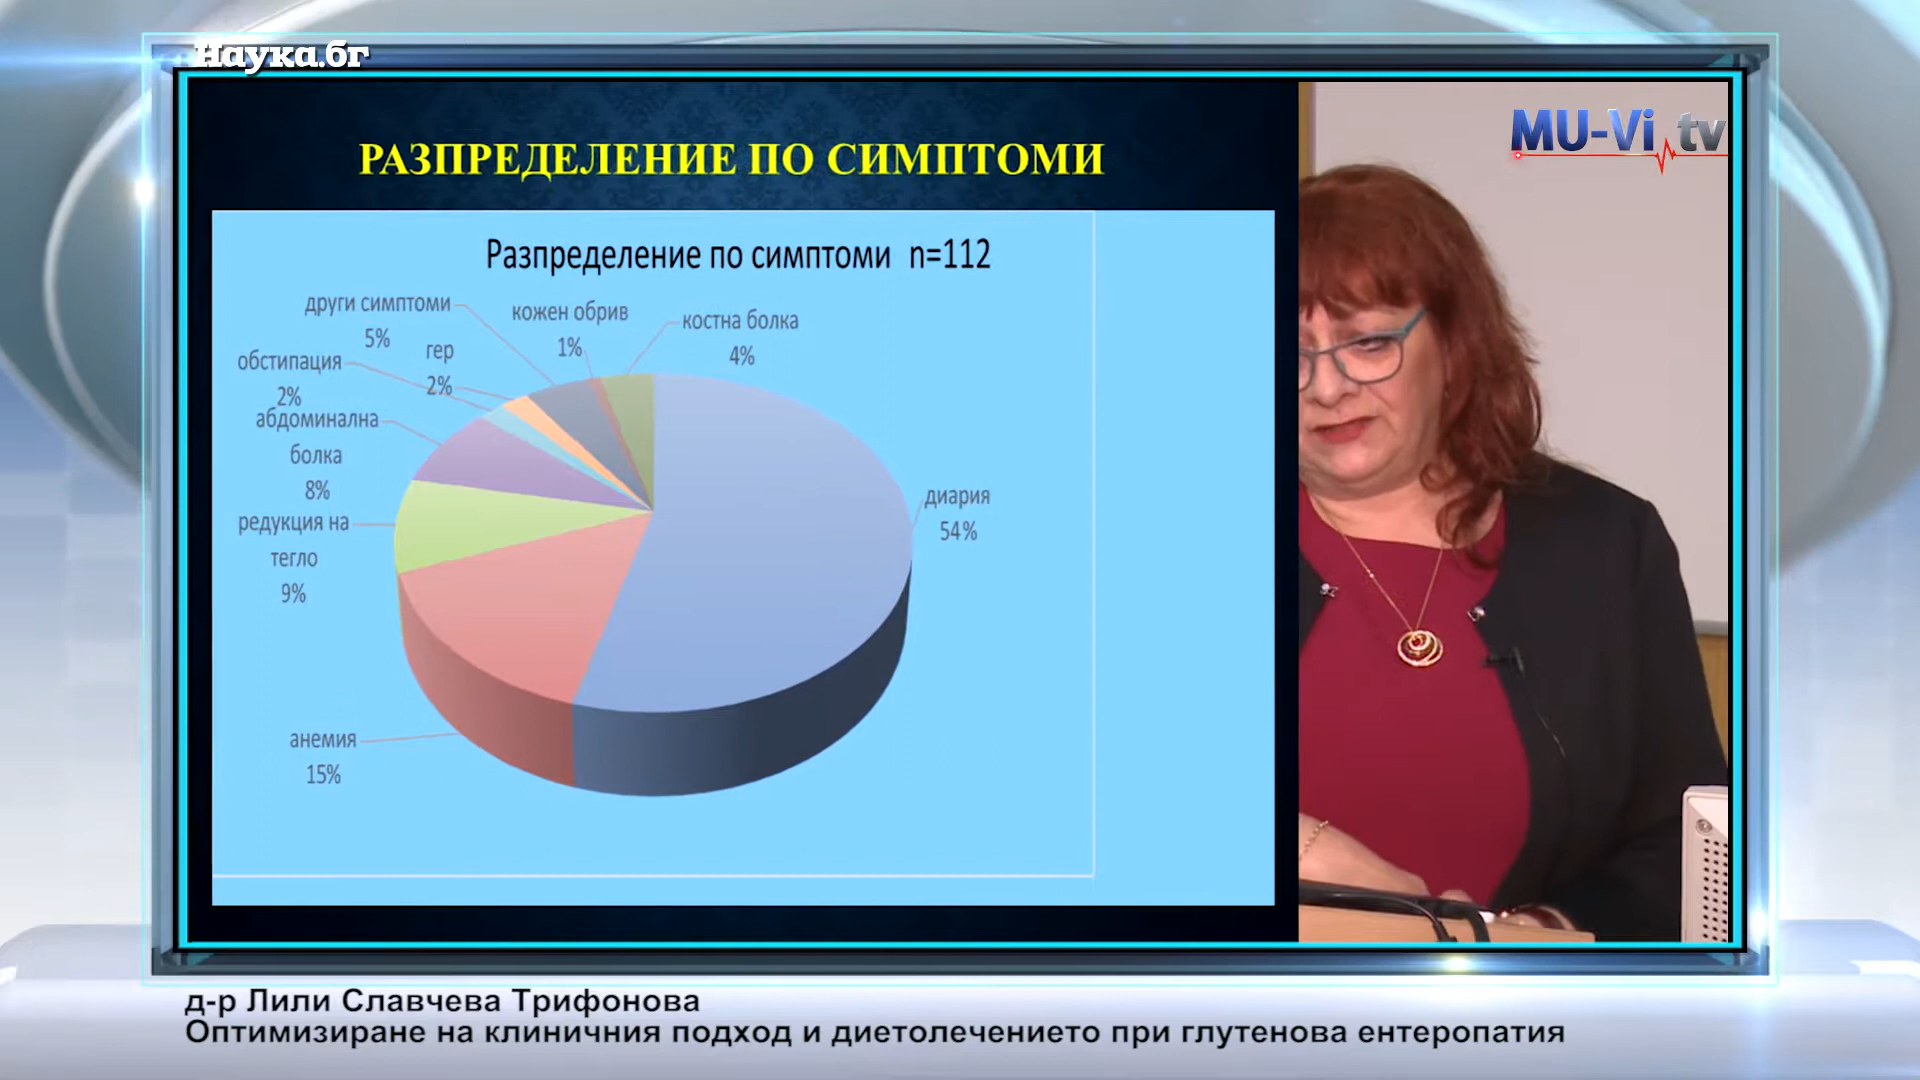 Наука.бг
MU-Vi tv
РАЗПРЕДЕЛЕНИЕ ПО СИМПТОМИ
Разпределение по симптоми n=112
други симптоми
5%
кожен обрив
1%
костна болка
4%
обстипация
2%
гер
2%
абдоминална
болка
8%
редукция на
тегло
9%
диария
54%
анемия
15%
д-р Лили Славчева Трифонова
Оптимизиране на клиничния подход и диетолечението при глутенова ентеропатия